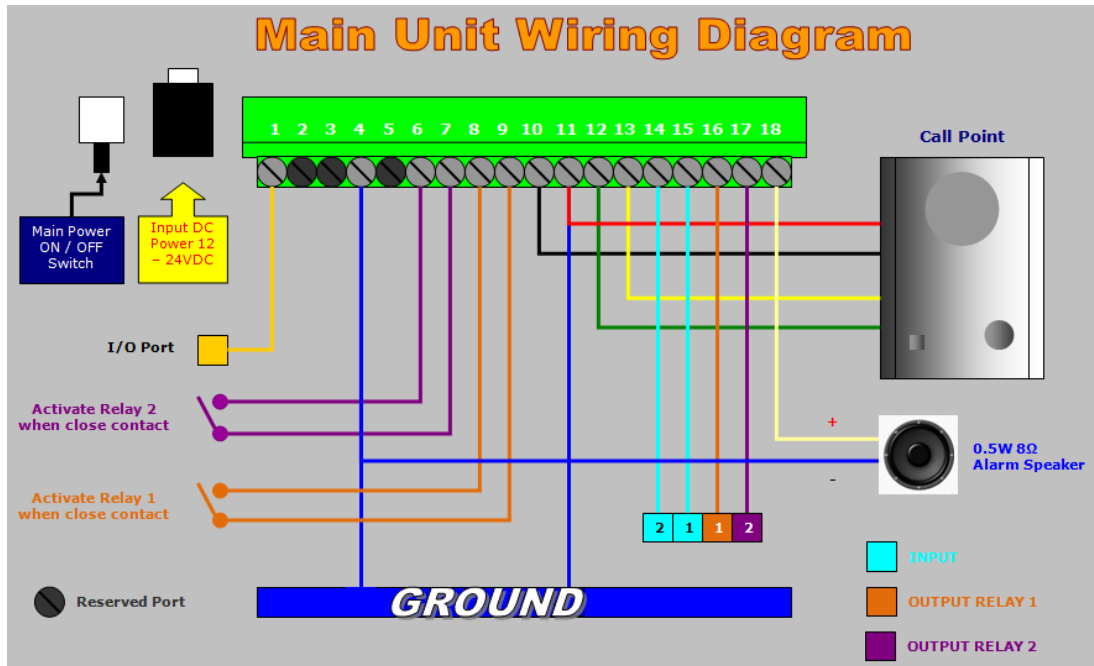 Main Unit Wiring Diagram
1 2 3 4 5 6 7 8 9 10 11 12 13 14 15 16 17 18
Call Point
Main Power
ON / OFF
Switch
Input DC
Power 12
– 24VDC
I/O Port
Activate Relay 2
when close contact
+
-
0.5W 8Ω
Alarm Speaker
Activate Relay 1
when close contact
2 1 1 2
INPUT
Reserved Port
GROUND
OUTPUT RELAY 1
OUTPUT RELAY 2